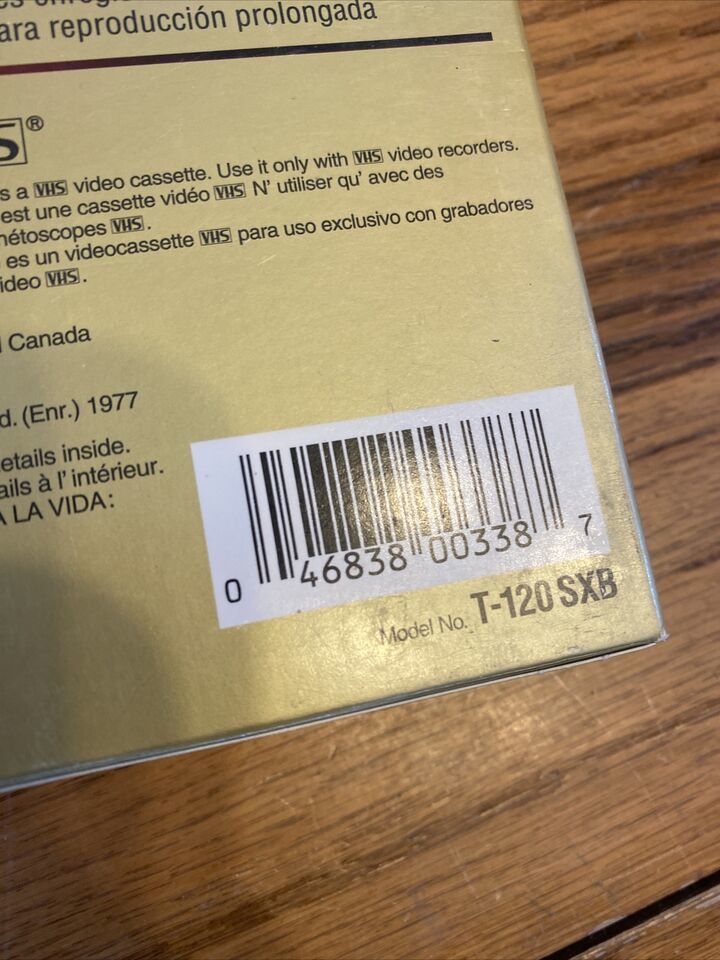 para reproducción prolongada
S®
s a VHS video cassette. Use it only with VHS video recorders.
est une cassette vidéo VHS N' utiliser qu' avec des
nétoscopes VHS.
es un videocassette VHS para uso exclusivo con grabadores
ideo VHS.
Canada
d. (Enr.) 1977
etails inside.
ails à l' intérieur.
A LA VIDA:
0 46838 00338 7
Model No. T-120 SXB